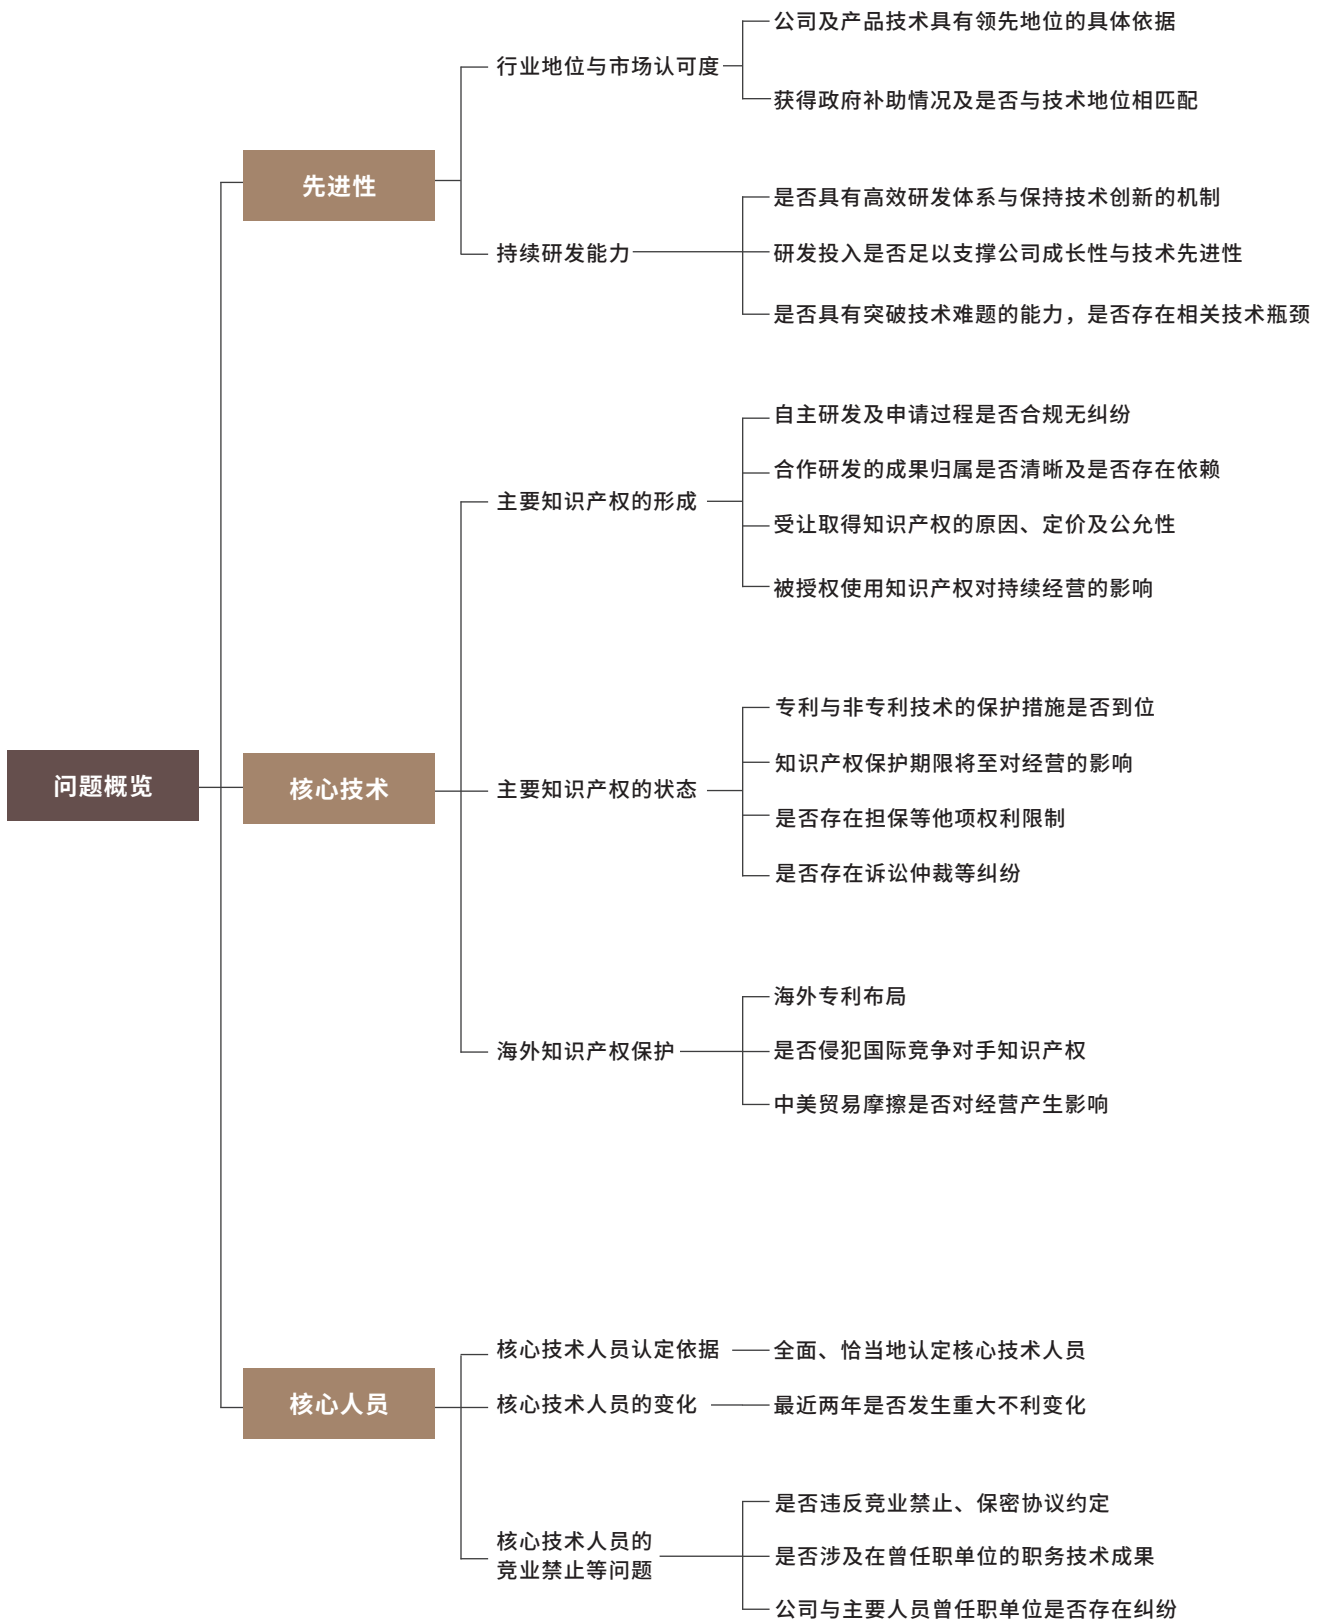 问题概览
先进性
行业地位与市场认可度
公司及产品技术具有领先地位的具体依据
获得政府补助情况及是否与技术地位相匹配
持续研发能力
是否具有高效研发体系与保持技术创新的机制
研发投入是否足以支撑公司成长性与技术先进性
是否具有突破技术难题的能力，是否存在相关技术瓶颈
核心技术
主要知识产权的形成
自主研发及申请过程是否合规无纠纷
合作研发的成果归属是否清晰及是否存在依赖
受让取得知识产权的原因、定价及公允性
被授权使用知识产权对持续经营的影响
主要知识产权的状态
专利与非专利技术的保护措施是否到位
知识产权保护期限将至对经营的影响
是否存在担保等他项权利限制
是否存在诉讼仲裁等纠纷
海外知识产权保护
海外专利布局
是否侵犯国际竞争对手知识产权
中美贸易摩擦是否对经营产生影响
核心人员
核心技术人员认定依据
全面、恰当地认定核心技术人员
核心技术人员的变化
最近两年是否发生重大不利变化
核心技术人员的
竞业禁止等问题
是否违反竞业禁止、保密协议约定
是否涉及在曾任职单位的职务技术成果
公司与主要人员曾任职单位是否存在纠纷